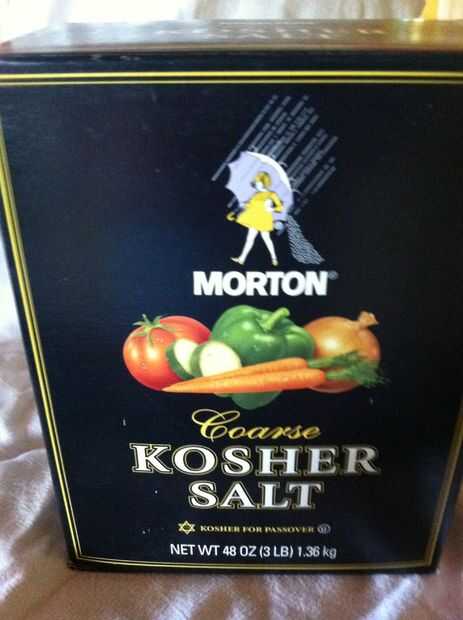 MORTON®
Coarse
KOSHER
SALT
KOSHER FOR PASSOVER Ⓤ
NET WT 48 OZ (3 LB) 1.36 kg